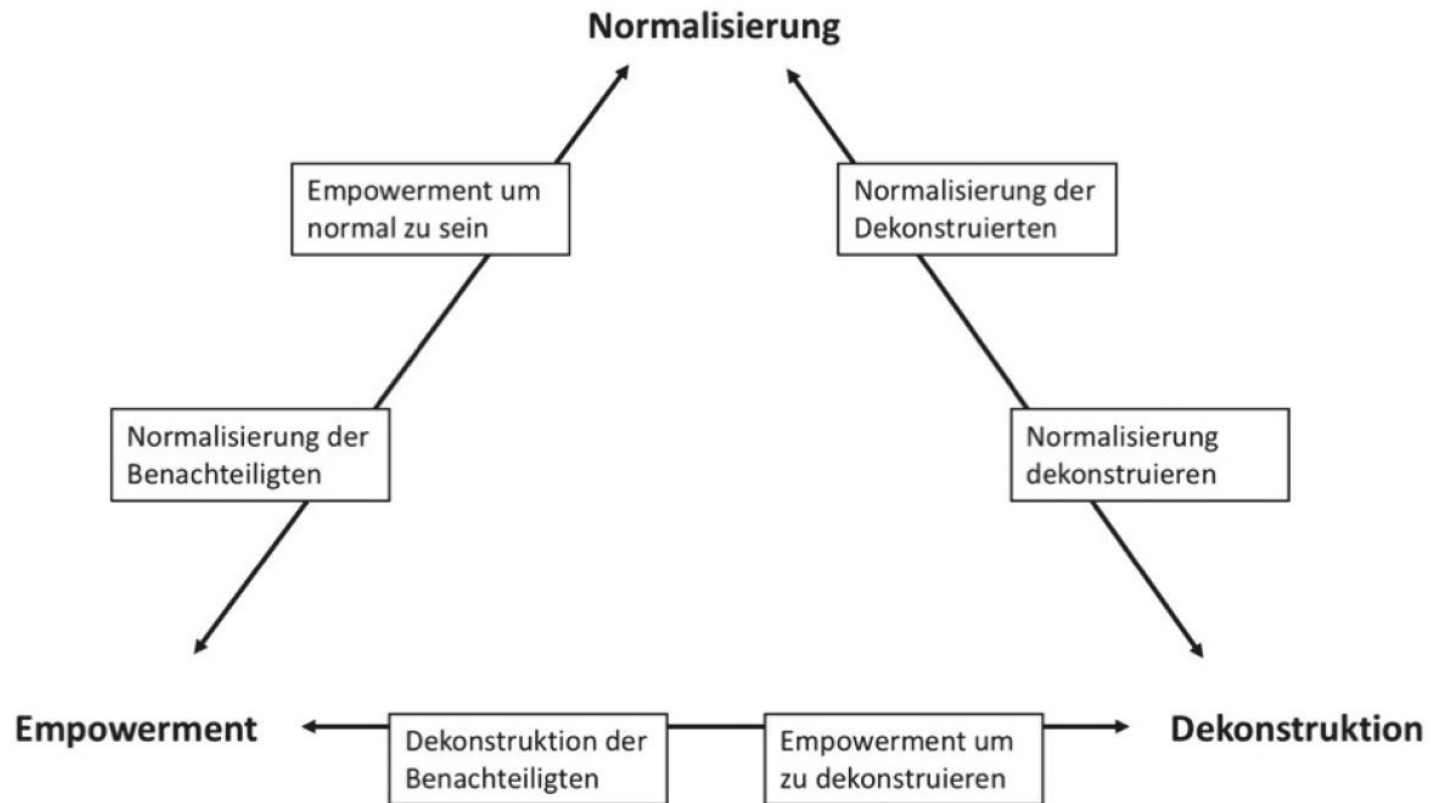 Normalisierung
Empowerment um
normal zu sein
Normalisierung der
Dekonstruierten
Normalisierung der
Benachteiligten
Normalisierung
dekonstruieren
Empowerment
Dekonstruktion der
Benachteiligten
Empowerment um
zu dekonstruieren
Dekonstruktion